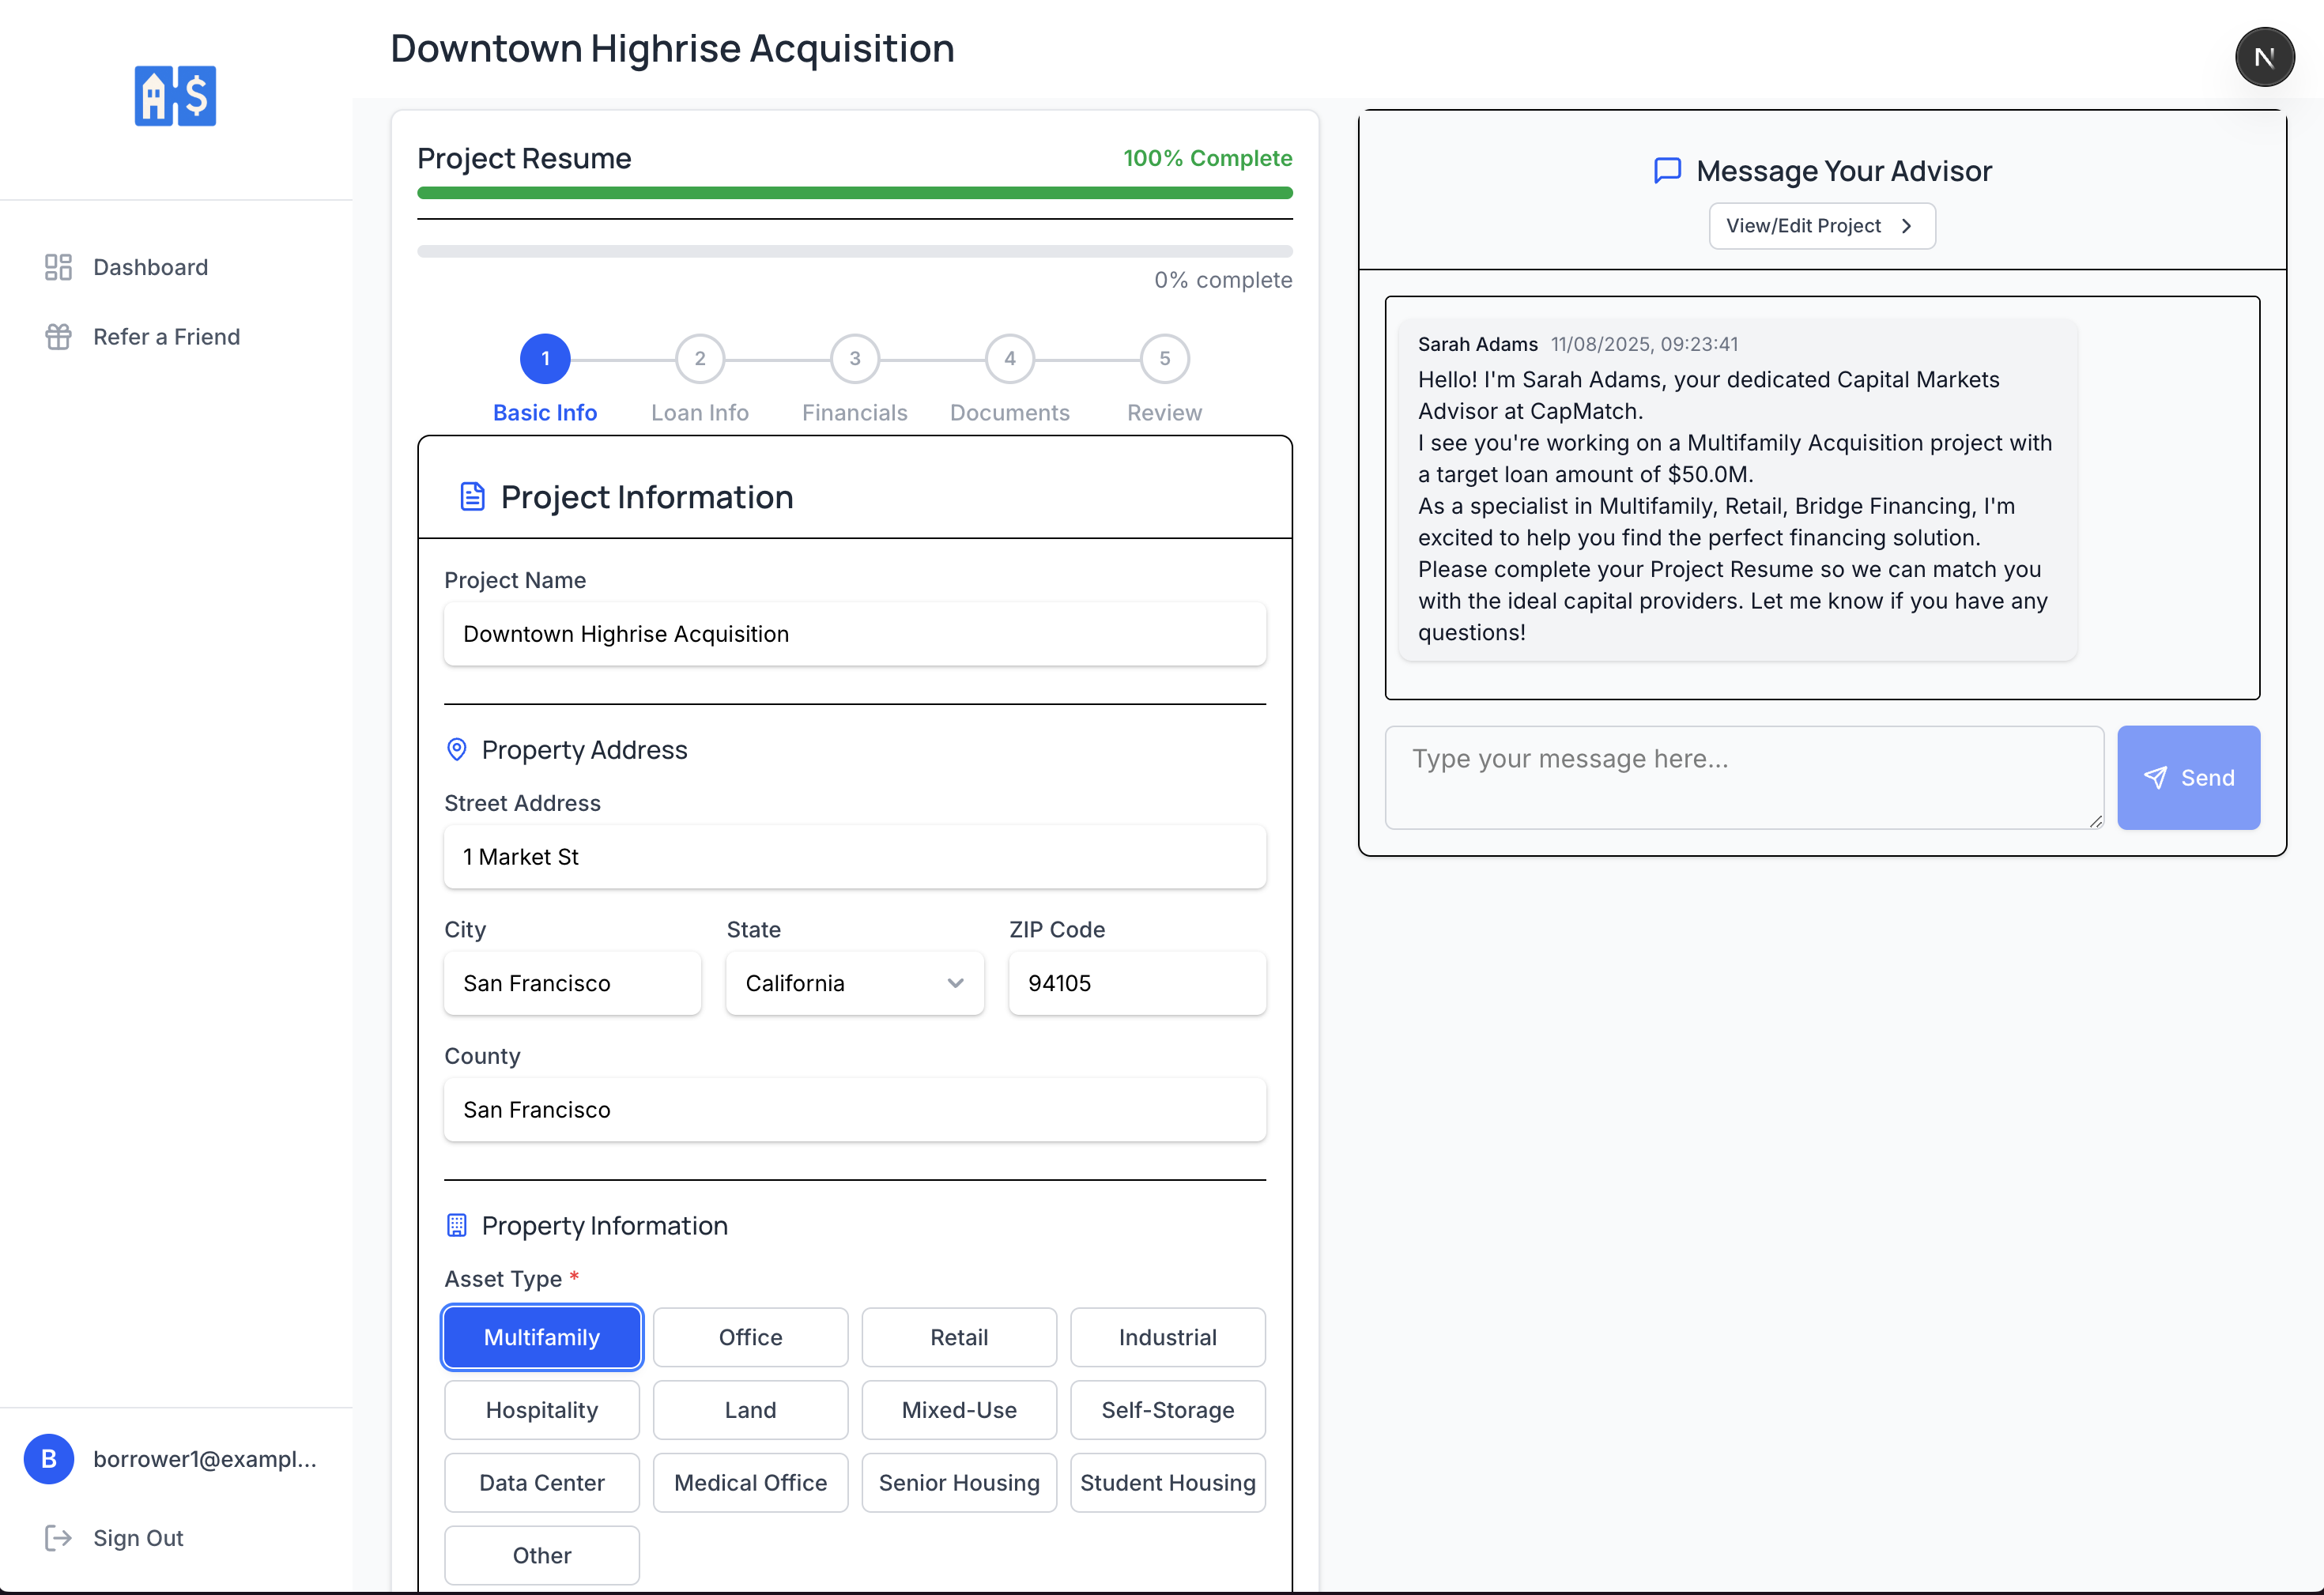 $
Dashboard
Refer a Friend
borrower1@exampl...
B
Sign Out
Downtown Highrise Acquisition
N
Project Resume
100% Complete
0% complete
1
2
3
4
5
Basic Info
Loan Info
Financials
Documents
Review
Project Information
Project Name
Downtown Highrise Acquisition
Property Address
Street Address
1 Market St
City
State
ZIP Code
San Francisco
California
94105
County
San Francisco
Property Information
Asset Type *
Multifamily
Office
Retail
Industrial
Hospitality
Land
Mixed-Use
Self-Storage
Data Center
Medical Office
Senior Housing
Student Housing
Other
Message Your Advisor
View/Edit Project
Sarah Adams 11/08/2025, 09:23:41
Hello! I'm Sarah Adams, your dedicated Capital Markets
Advisor at CapMatch.
I see you're working on a Multifamily Acquisition project with
a target loan amount of $50.0M.
As a specialist in Multifamily, Retail, Bridge Financing, I'm
excited to help you find the perfect financing solution.
Please complete your Project Resume so we can match you
with the ideal capital providers. Let me know if you have any
questions!
Type your message here...
Send